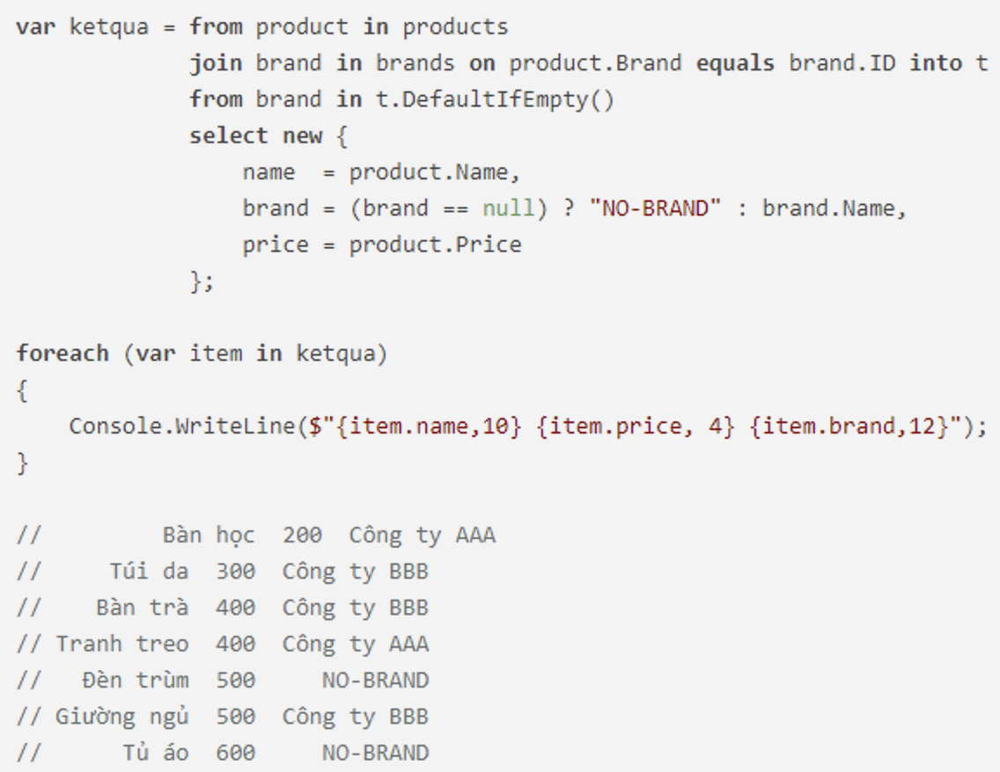 var ketqua = from product in products
             join brand in brands on product.Brand equals brand.ID into t
             from brand in t.DefaultIfEmpty()
             select new {
                 name  = product.Name,
                 brand = (brand == null) ? "NO-BRAND" : brand.Name,
                 price = product.Price
             };

foreach (var item in ketqua)
{
    Console.WriteLine($"{item.name,10} {item.price, 4} {item.brand,12}");
}

//         Bàn học  200  Công ty AAA
//     Túi da  300  Công ty BBB
//    Bàn trà  400  Công ty BBB
// Tranh treo  400  Công ty AAA
//   Đèn trùm  500     NO-BRAND
// Giường ngủ  500  Công ty BBB
//      Tủ áo  600     NO-BRAND